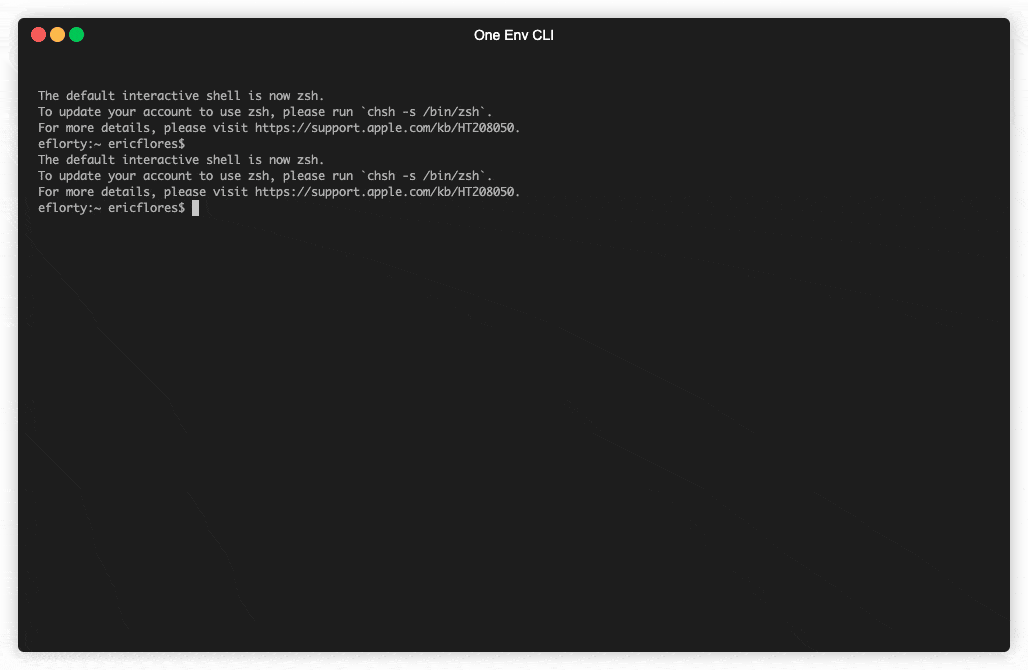 One Env CLI
The default interactive shell is now zsh.
To update your account to use zsh, please run `chsh -s /bin/zsh`.
For more details, please visit https://support.apple.com/kb/HT208050.
eflorty:~ ericflores$
The default interactive shell is now zsh.
To update your account to use zsh, please run `chsh -s /bin/zsh`.
For more details, please visit https://support.apple.com/kb/HT208050.
eflorty:~ ericflores$